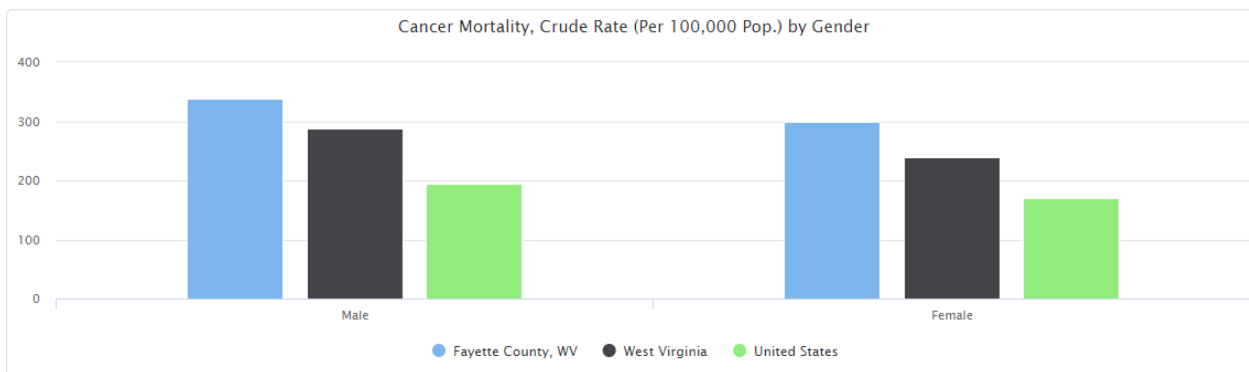 Cancer Mortality, Crude Rate (Per 100,000 Pop.) by Gender
400
300
200
100
0
Male Female
Fayette County, WV West Virginia United States